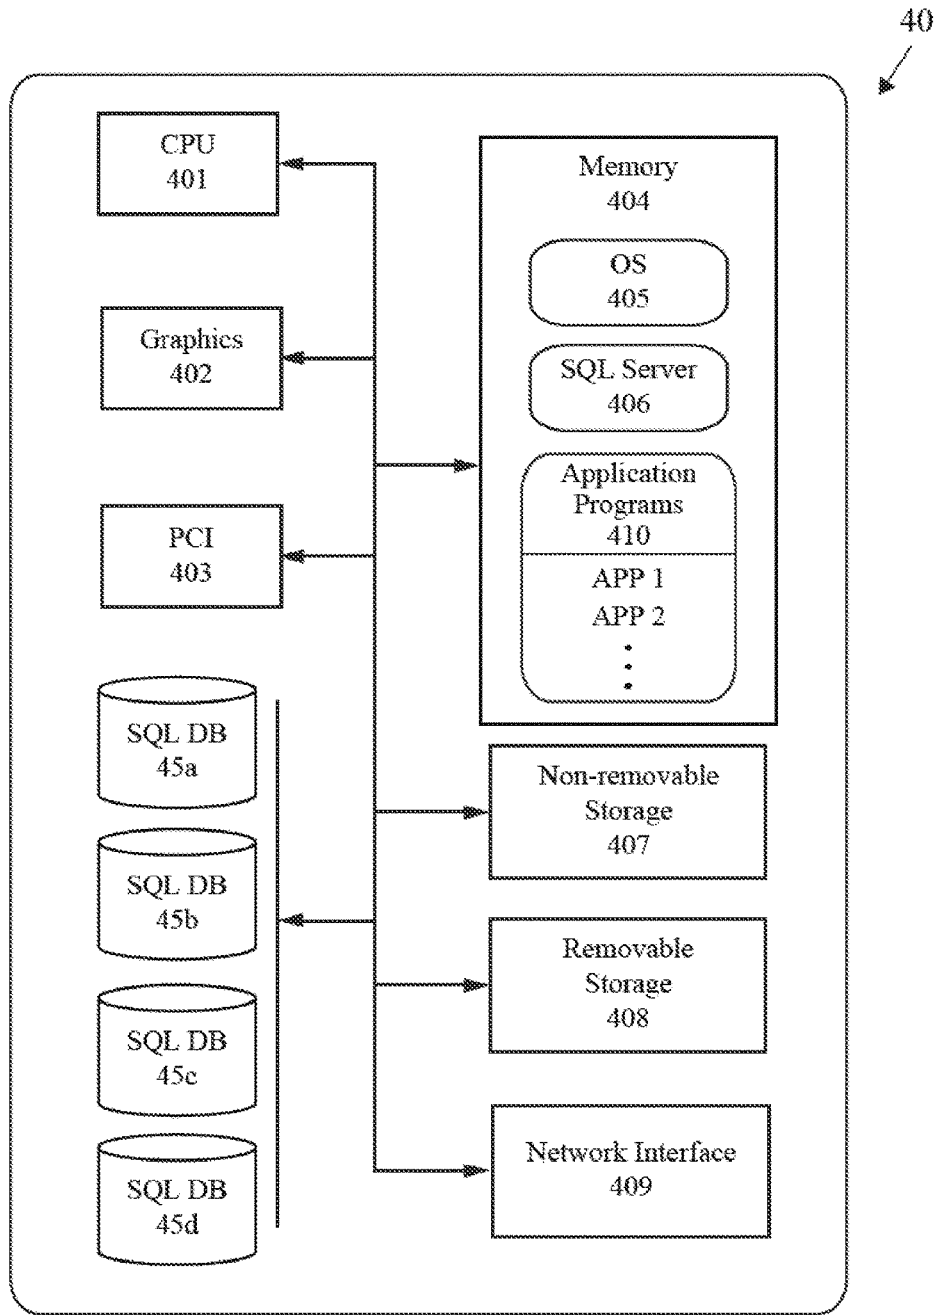 40
CPU
401
Graphics
402
PCI
403
SQL DB
45a
SQL DB
45b
SQL DB
45c
SQL DB
45d
Memory
404
OS
405
SQL Server
406
Application
Programs
410
APP 1
APP 2
Non-removable
Storage
407
Removable
Storage
408
Network Interface
409